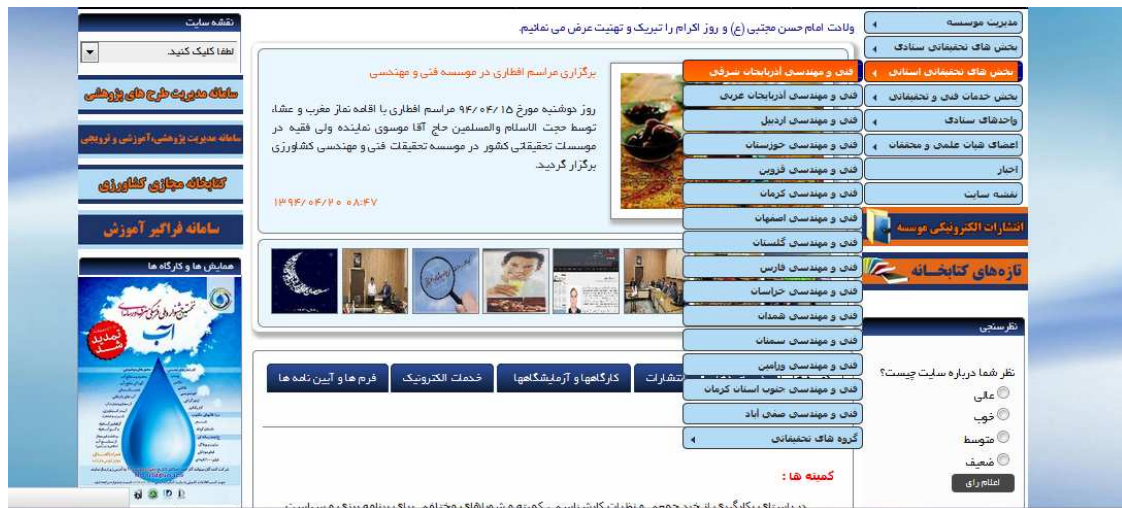 مدیریت موسسه
بخش های تحقیقاتی ستادی
بخش های تحقیقاتی استانی
بخش خدمات فنی و تحقیقاتی
واحدهای ستادی
اعضای هیات علمی و محققان
اخبار
نقشه سایت
انتشارات الکترونیکی موسسه
تازه‌های کتابخــانه
نظرسنجی
نظر شما درباره سایت چیست؟
عالی
خوب
متوسط
ضعیف
اعلام رای
فنی و مهندسی آذربایجان شرقی
فنی و مهندسی آذربایجان غربی
فنی و مهندسی اردبیل
فنی و مهندسی خوزستان
فنی و مهندسی قزوین
فنی و مهندسی کرمان
فنی و مهندسی اصفهان
فنی و مهندسی گلستان
فنی و مهندسی فارس
فنی و مهندسی خراسان
فنی و مهندسی همدان
فنی و مهندسی سمنان
فنی و مهندسی ورامین
فنی و مهندسی جنوب استان کرمان
فنی و مهندسی صفی آباد
گروه های تحقیقاتی
ولادت امام حسن مجتبی (ع) و روز اکرام را تبریک و تهنیت عرض می نمائیم.
برگزاری مراسم افطاری در موسسه فنی و مهندسی
روز دوشنبه مورخ ۹۴/۰۴/۱۵ مراسم افطاری با اقامه نماز مغرب و عشاء
توسط حجت الاسلام والمسلمین حاج آقا موسوی نماینده ولی فقیه در
موسسات تحقیقاتی کشور در موسسه تحقیقات فنی و مهندسی کشاورزی
برگزار گردید.
۱۳۹۴/۰۴/۲۰ ۰۸:۴۷
انتشارات
کارگاهها و آزمایشگاهها
خدمات الکترونیک
فرم ها و آیین نامه ها
کمیته ها :
نقشه سایت
لطفا کلیک کنید.
سامانه مدیریت طرح های پژوهشی
سامانه مدیریت پژوهشی،آموزشی و ترویجی
کتابخانه مجازی کشاورزی
سامانه فراگیر آموزش
همایش ها و کارگاه ها
آب
تمدید
شد